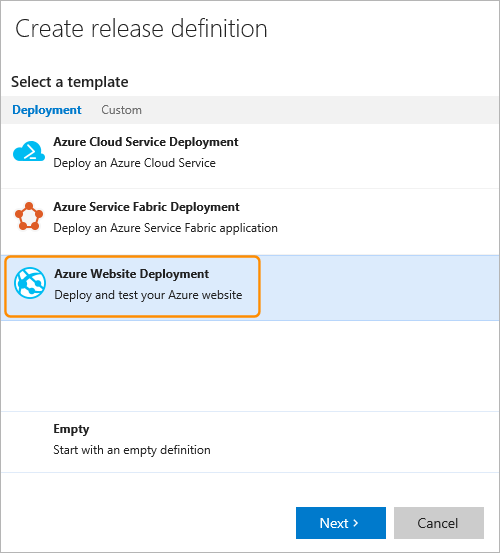 Create release definition
Select a template
Deployment Custom
Azure Cloud Service Deployment
Deploy an Azure Cloud Service
Azure Service Fabric Deployment
Deploy an Azure Service Fabric application
Azure Website Deployment
Deploy and test your Azure website
Empty
Start with an empty definition
Next > Cancel